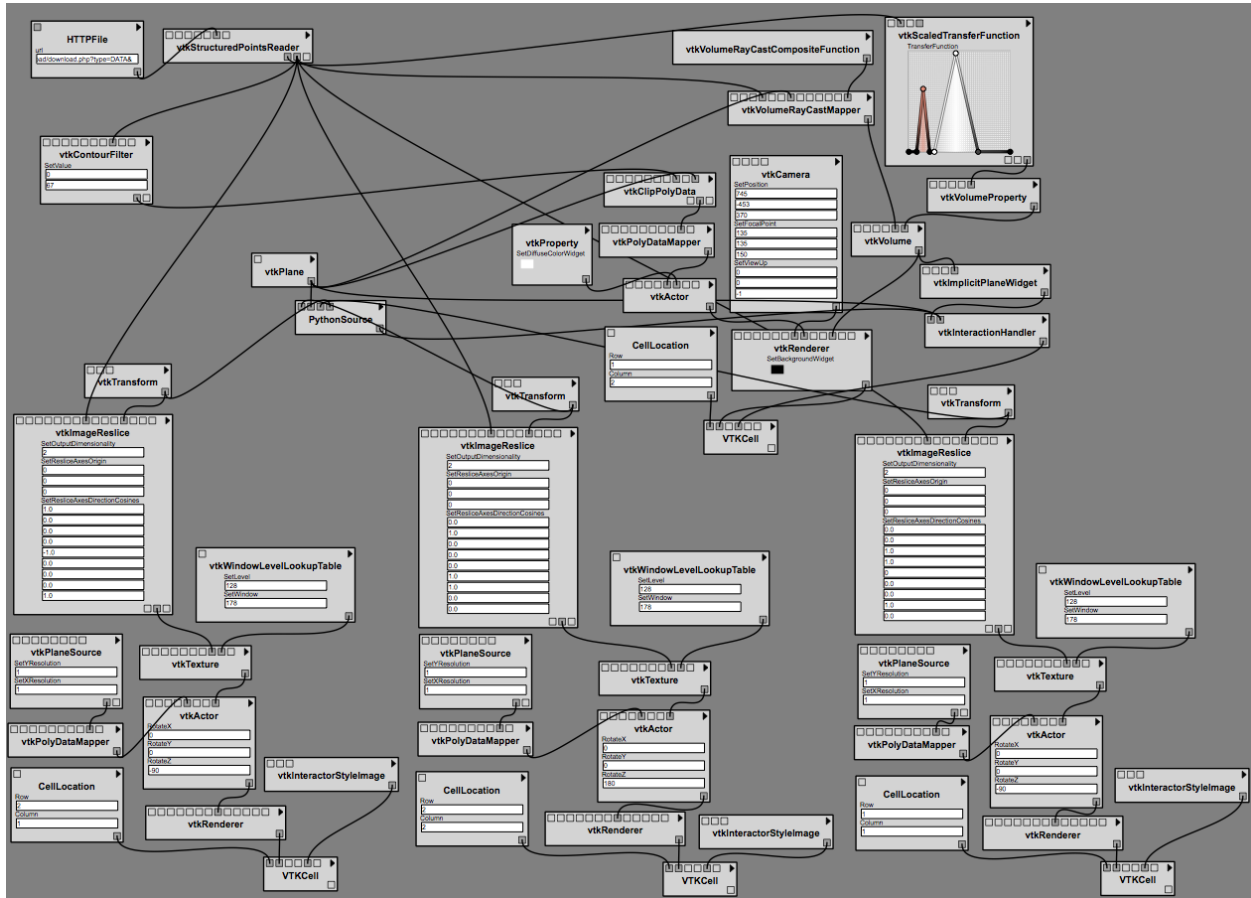 HTTPFile
url
ad/download.php?type=DATA&
vtkStructuredPointsReader
vtkVolumeRayCastCompositeFunction
vtkScaledTransferFunction
TransferFunction
vtkVolumeRayCastMapper
vtkContourFilter
SetValue
0
67
vtkClipPolyData
vtkCamera
SetPosition
745
-453
370
SetFocalPoint
135
135
150
SetViewUp
0
0
-1
vtkVolumeProperty
vtkProperty
SetDiffuseColorWidget
vtkPolyDataMapper
vtkVolume
vtkPlane
vtkActor
vtkImplicitPlaneWidget
PythonSource
vtkInteractionHandler
CellLocation
Row
1
Column
2
vtkRenderer
SetBackgroundWidget
VTKCell
vtkTransform
vtkImageReslice
SetOutputDimensionality
2
SetResliceAxesOrigin
0
0
0
SetResliceAxesDirectionCosines
1.0
0.0
0.0
0.0
-1.0
0.0
0.0
0.0
1.0
vtkWindowLevelLookupTable
SetLevel
128
SetWindow
178
vtkPlaneSource
SetYResolution
1
SetXResolution
1
vtkTexture
vtkPolyDataMapper
vtkActor
RotateX
0
RotateY
0
RotateZ
-90
CellLocation
Row
2
Column
1
vtkInteractorStyleImage
vtkRenderer
VTKCell
vtkTransform
vtkImageReslice
SetOutputDimensionality
2
SetResliceAxesOrigin
0
0
0
SetResliceAxesDirectionCosines
0.0
1.0
0.0
0.0
0.0
1.0
1.0
0.0
0.0
vtkWindowLevelLookupTable
SetLevel
128
SetWindow
178
vtkPlaneSource
SetYResolution
1
SetXResolution
1
vtkTexture
vtkPolyDataMapper
vtkActor
RotateX
0
RotateY
0
RotateZ
180
CellLocation
Row
2
Column
2
vtkRenderer
vtkInteractorStyleImage
VTKCell
vtkTransform
vtkImageReslice
SetOutputDimensionality
2
SetResliceAxesOrigin
0
0
0
SetResliceAxesDirectionCosines
0.0
0.0
1.0
1.0
0
0.0
0.0
1.0
0.0
vtkWindowLevelLookupTable
SetLevel
128
SetWindow
178
vtkPlaneSource
SetYResolution
1
SetXResolution
1
vtkTexture
vtkPolyDataMapper
vtkActor
RotateX
0
RotateY
0
RotateZ
-90
CellLocation
Row
1
Column
1
vtkInteractorStyleImage
vtkRenderer
VTKCell